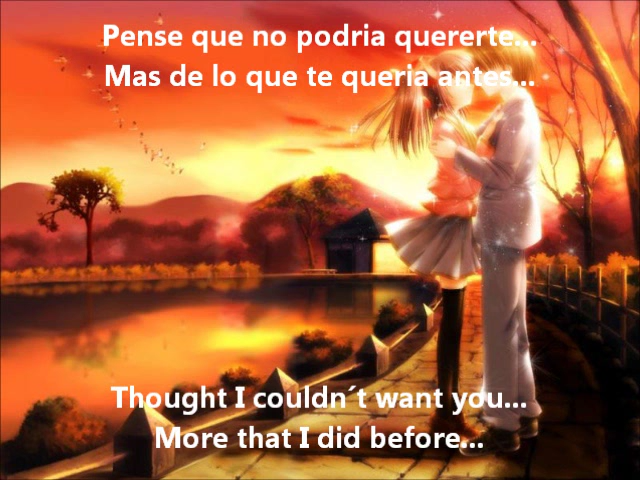 Pense que no podria quererte...
Mas de lo que te queria antes...
Thought I couldn´t want you...
More that I did before...